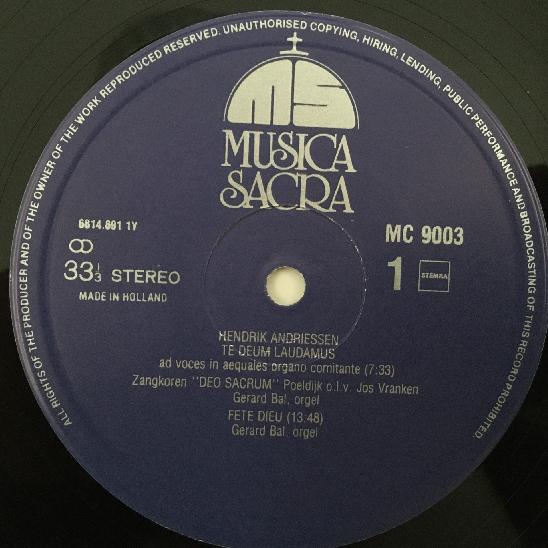 ALL RIGHTS OF THE PRODUCER AND OF THE OWNER OF THE WORK REPRODUCED RESERVED. UNAUTHORISED COPYING, HIRING, LENDING, PUBLIC PERFORMANCE AND BROADCASTING OF THIS RECORD PROHIBITED.
MS
MUSICA
SACRA
6814.891 1Y
MC 9003
33⅓ STEREO
1 STEMRA
MADE IN HOLLAND
HENDRIK ANDRIESSEN
TE DEUM LAUDAMUS
ad voces in aequales organo comitante (7:33)
Zangkoren "DEO SACRUM" Poeldijk o.l.v. Jos Vranken
Gerard Bal, orgel
FETE DIEU (13:48)
Gerard Bal, orgel